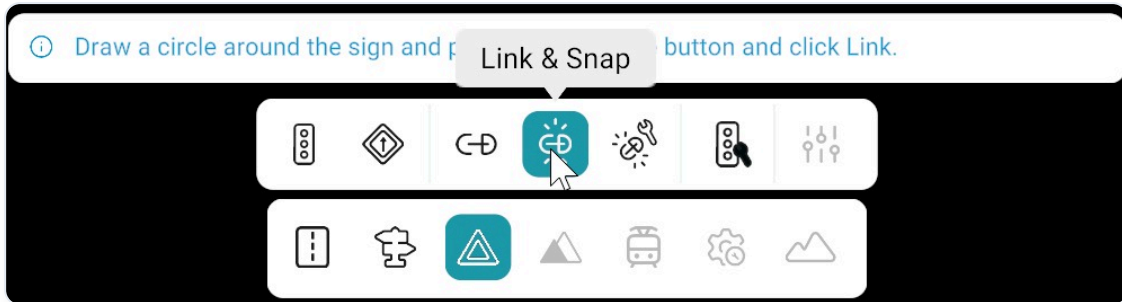 Draw a circle around the sign and p
button and click Link.
Link & Snap